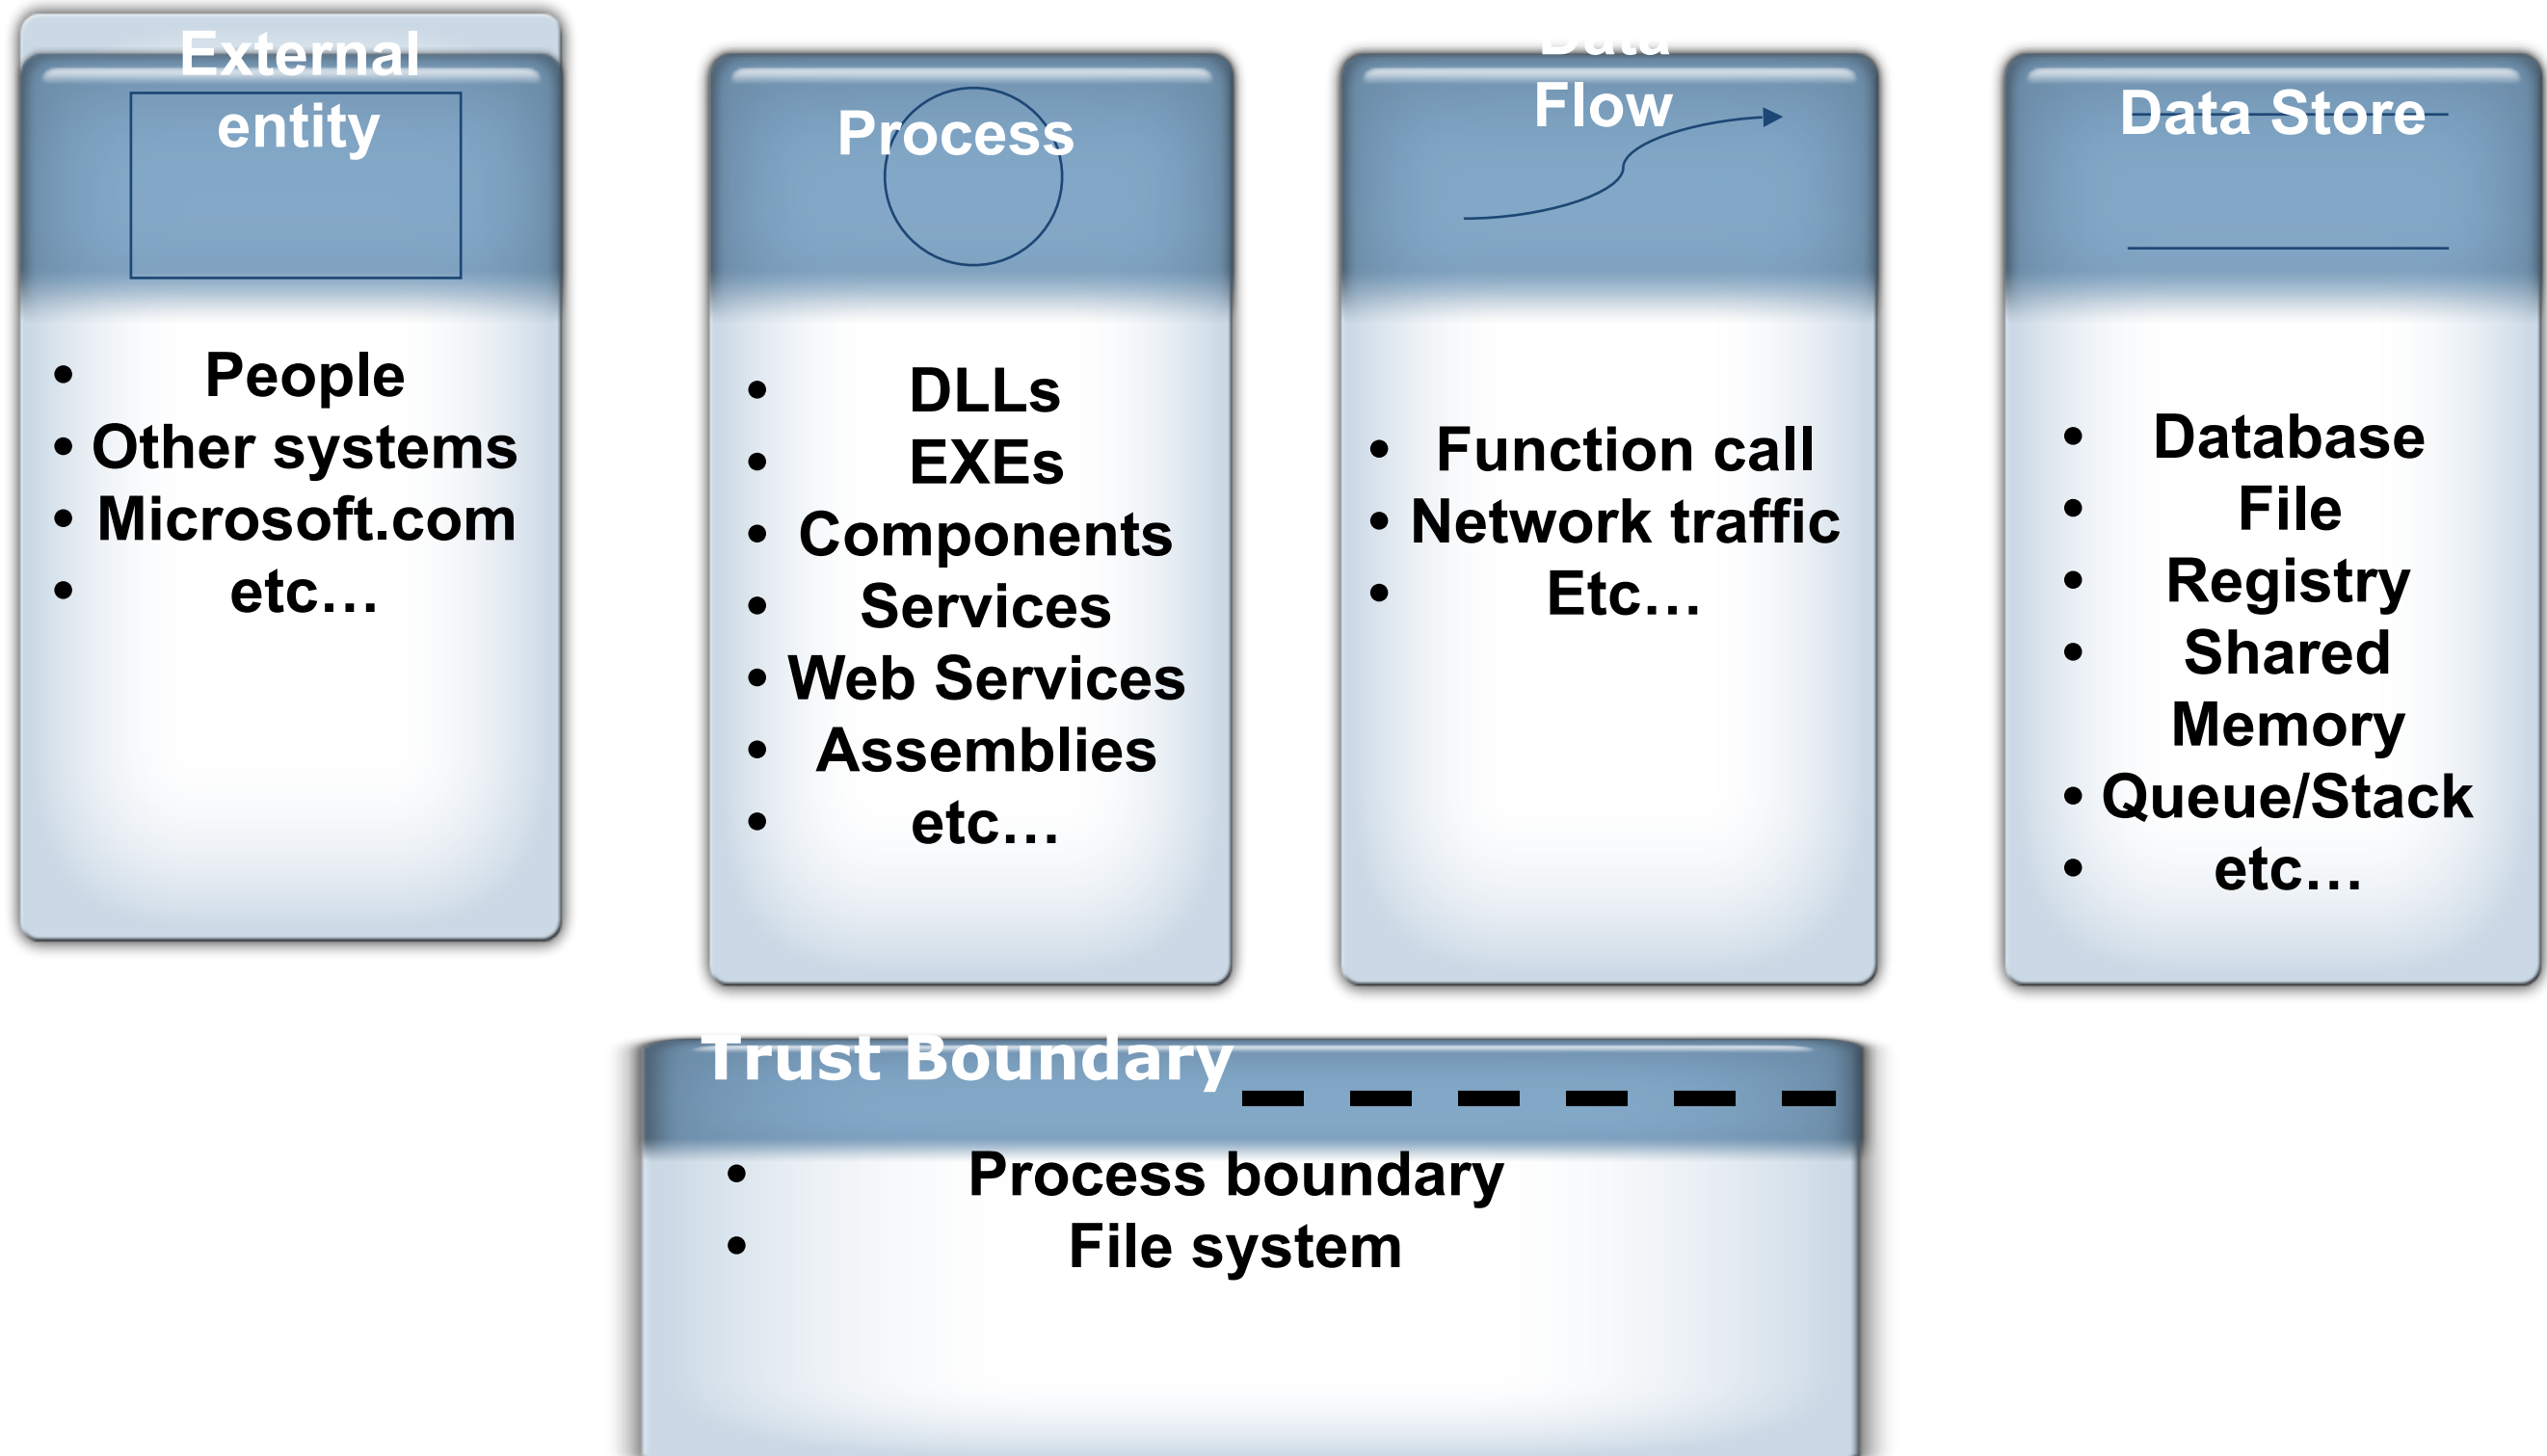 External
entity
• People
• Other systems
• Microsoft.com
• etc…
Process
• DLLs
• EXEs
• Components
• Services
• Web Services
• Assemblies
• etc…
Data
Flow
• Function call
• Network traffic
• Etc…
Data Store
• Database
• File
• Registry
• Shared
Memory
• Queue/Stack
• etc…
Trust Boundary
• Process boundary
• File system